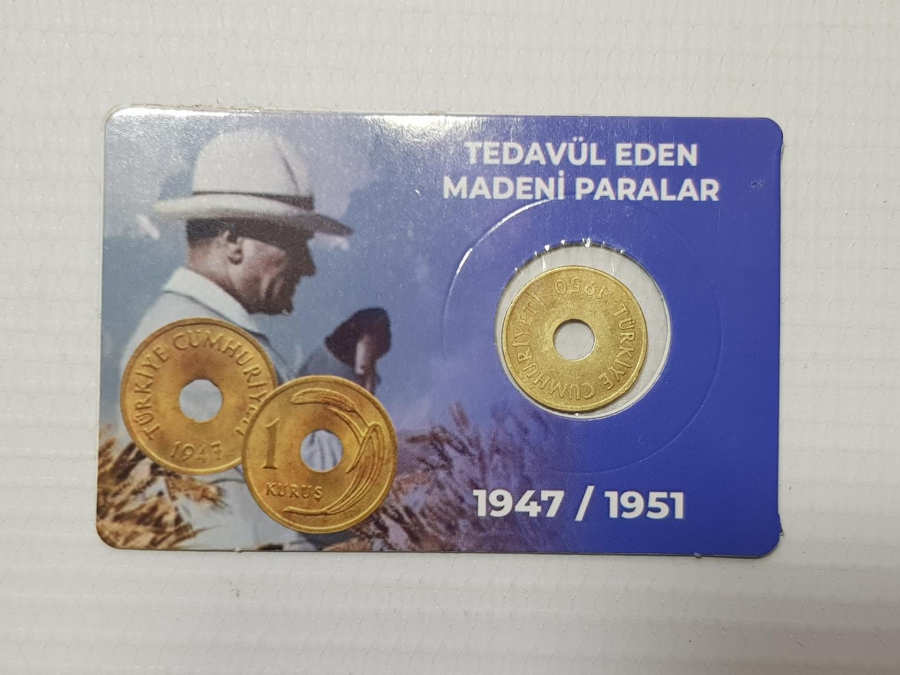 TEDAVÜL EDEN
MADENİ PARALAR
TÜRKİYE CUMHURİYETİ 1950
TÜRKİYE CUMHURİYETİ
1947
1
KURUŞ
1947 / 1951